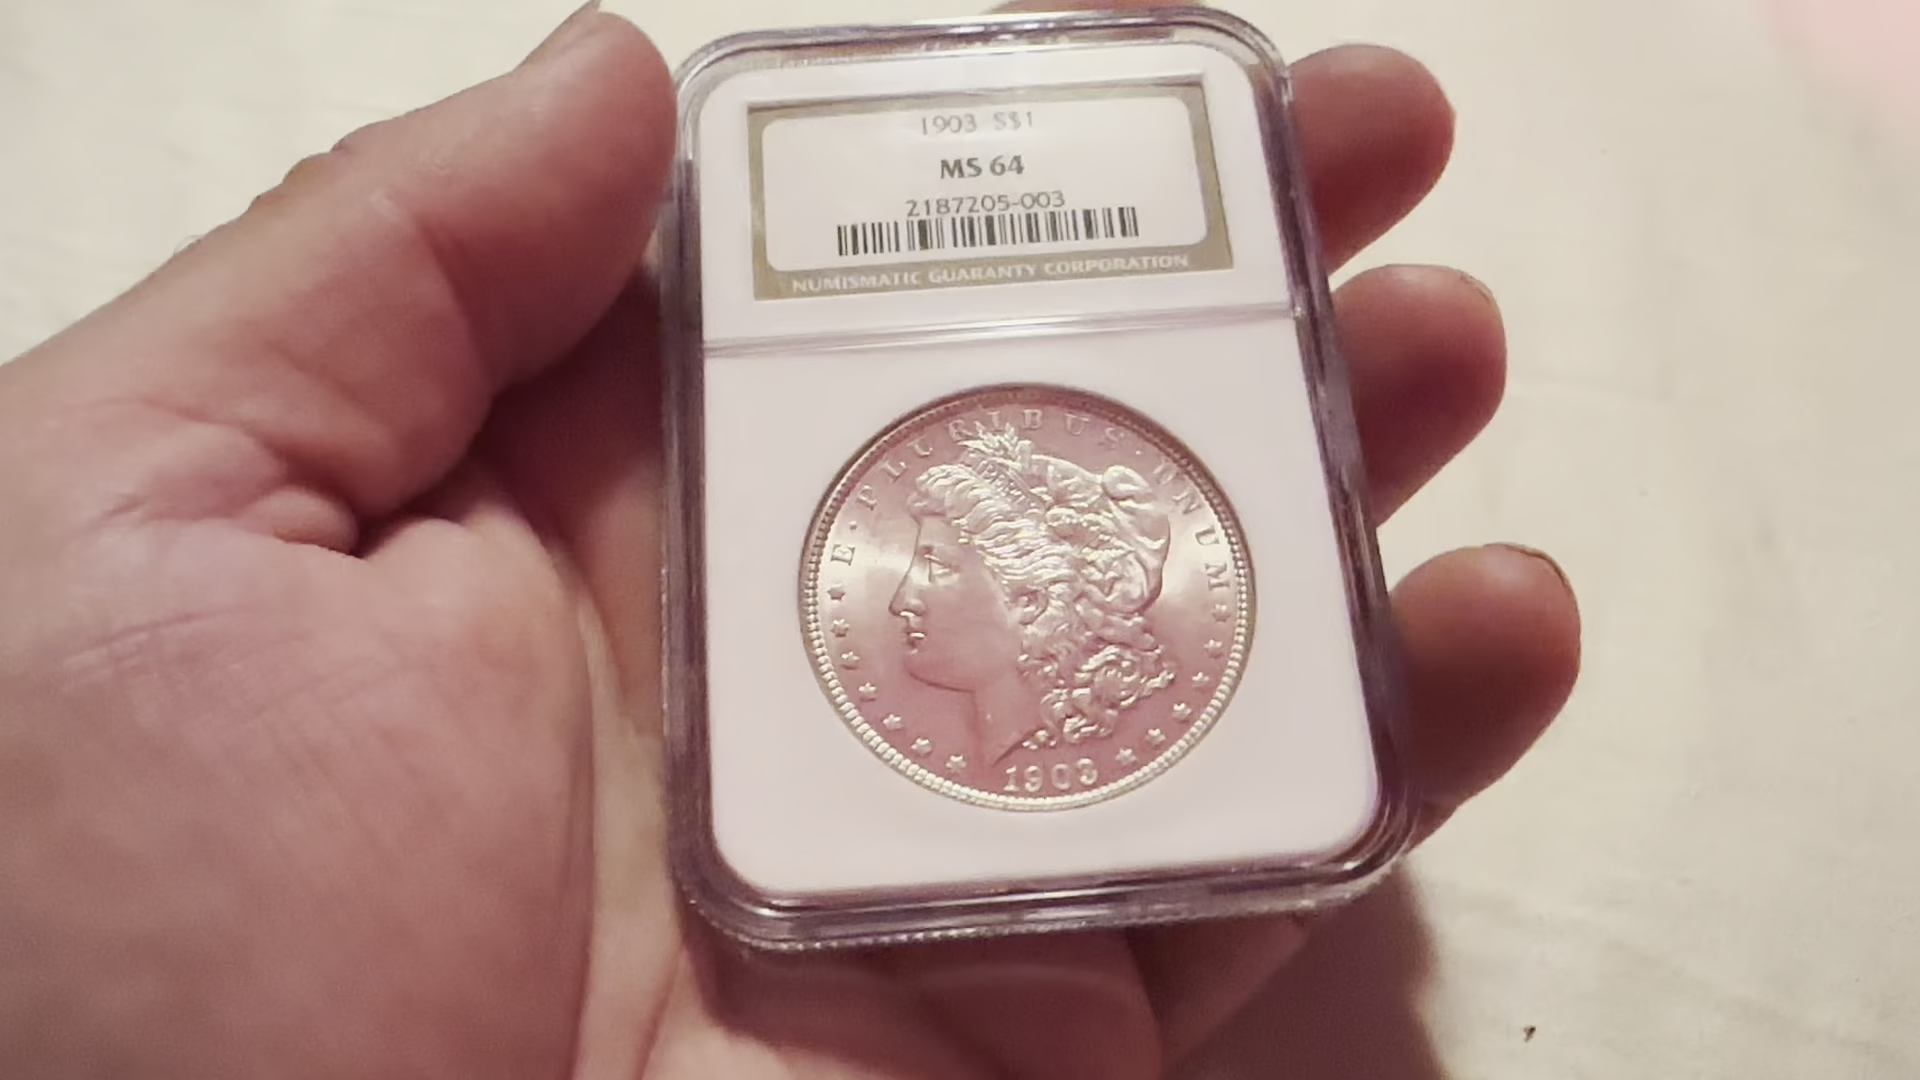 1903 S$1
MS 64
2187205-003
NUMISMATIC GUARANTY CORPORATION
E·PLURIBUS·UNUM
1903